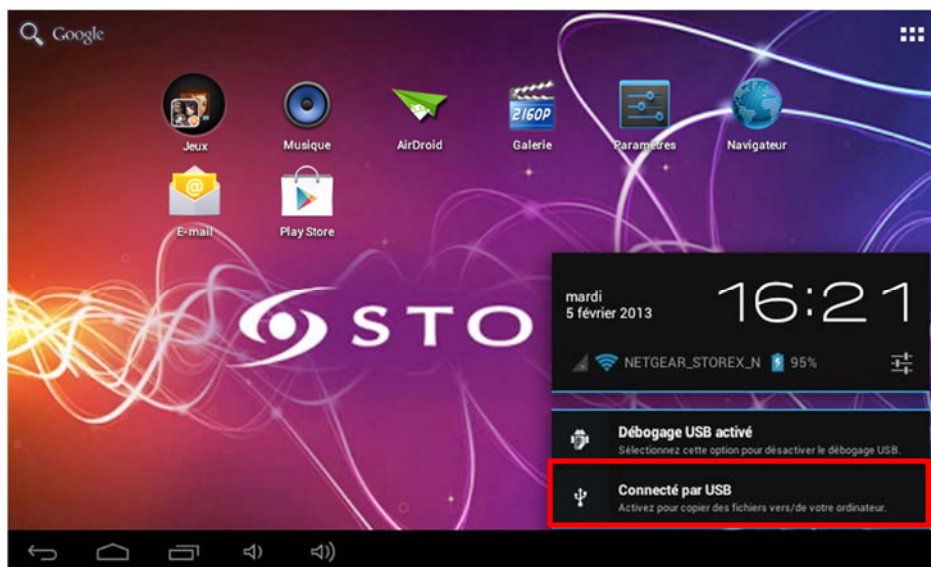 Google
2160P
Jeux
Musique
AirDroid
Galerie
Paramètres
Navigateur
@
E-mail
Play Store
STO
mardi
5 février 2013
16:21
NETGEAR_STOREX_N
95%
Débogage USB activé
Sélectionnez cette option pour désactiver le débogage USB.
Connecté par USB
Activez pour copier des fichiers vers/de votre ordinateur.